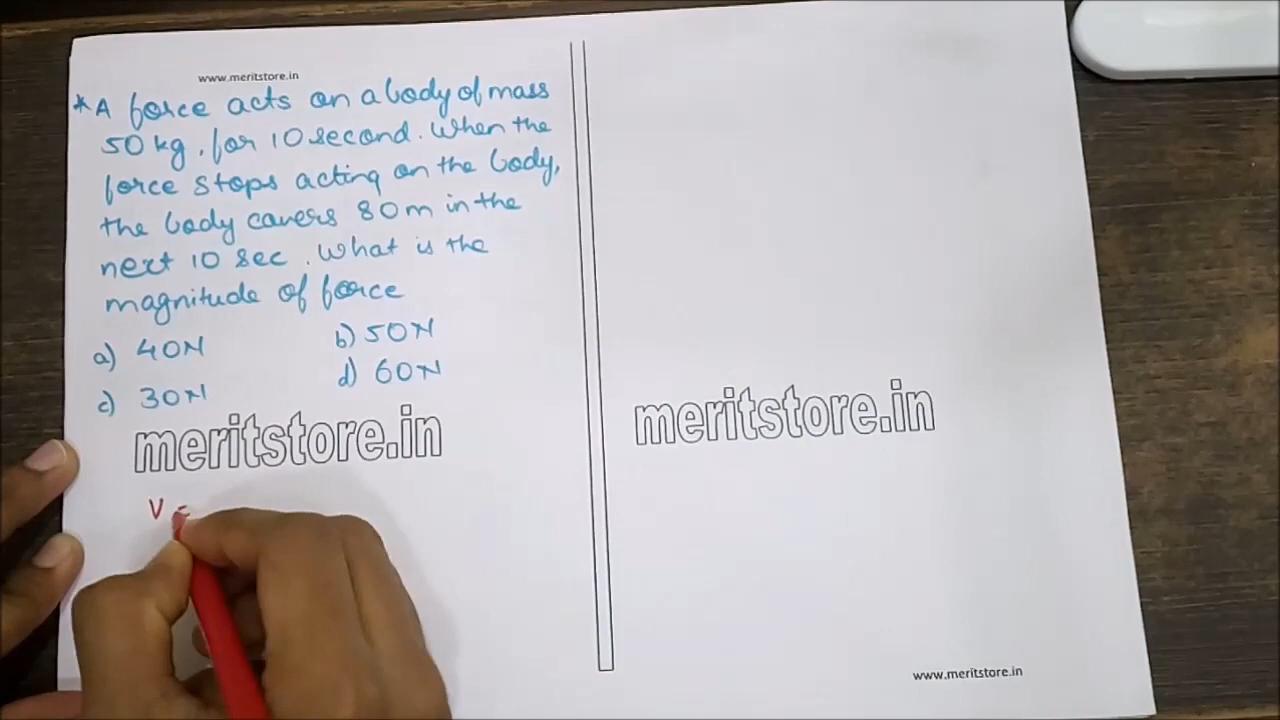 www.meritstore.in
* A force acts on a body of mass
50 kg, for 10 second. When the
force stops acting on the body,
the body covers 80 m in the
next 10 sec. What is the
magnitude of force
a) 40N b) 50N
c) 30N d) 60N
meritstore.in
V =
meritstore.in
www.meritstore.in